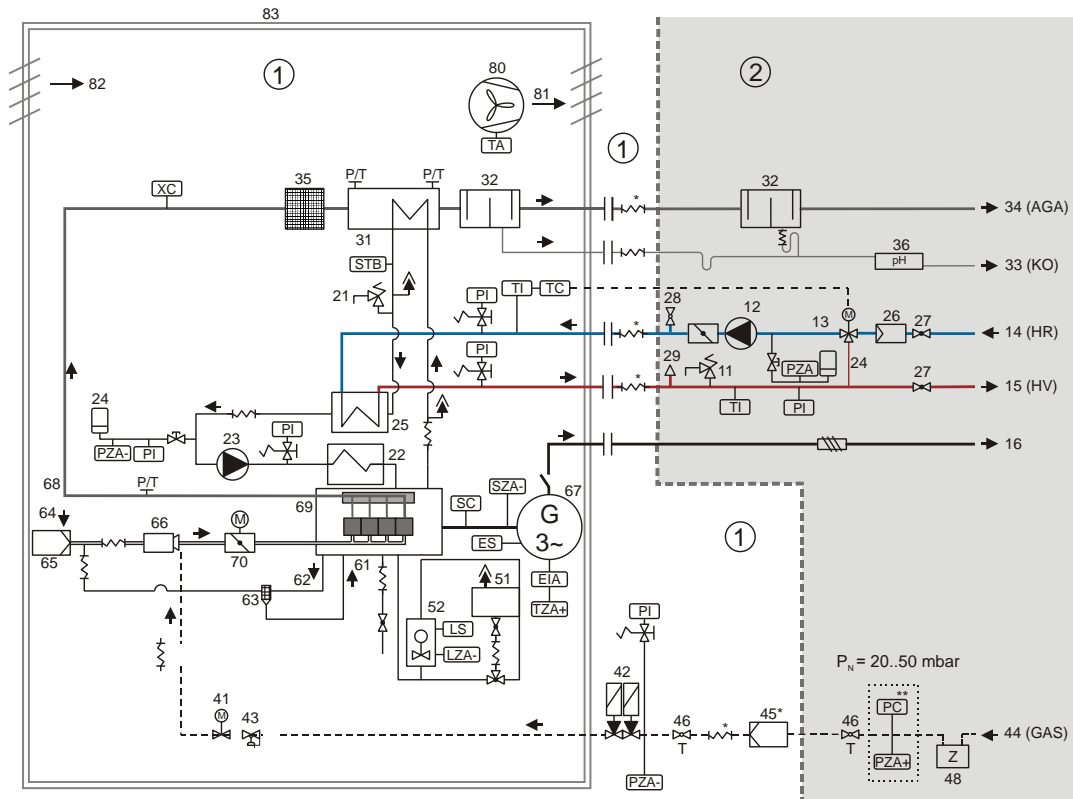 83
1
2
80
82
81
TA
1
XC
35
P/T
P/T
32
32
34 (AGA)
31
36
pH
33 (KO)
STB
21
PI
TI
TC
28
12
M
13
26
27
14 (HR)
PI
29
11
PZA
24
27
15 (HV)
TI
PI
24
25
PZA-
PI
23
PI
22
16
68
P/T
69
SC
SZA-
67
G
3~
64
66
M
65
70
ES
62
61
63
EIA
TZA+
51
52
LS
LZA-
1
PI
PN = 20..50 mbar
41
M
43
42
46
T
*
45*
46
T
**
PC
PZA+
Z
48
44 (GAS)
PZA-
*
*
*